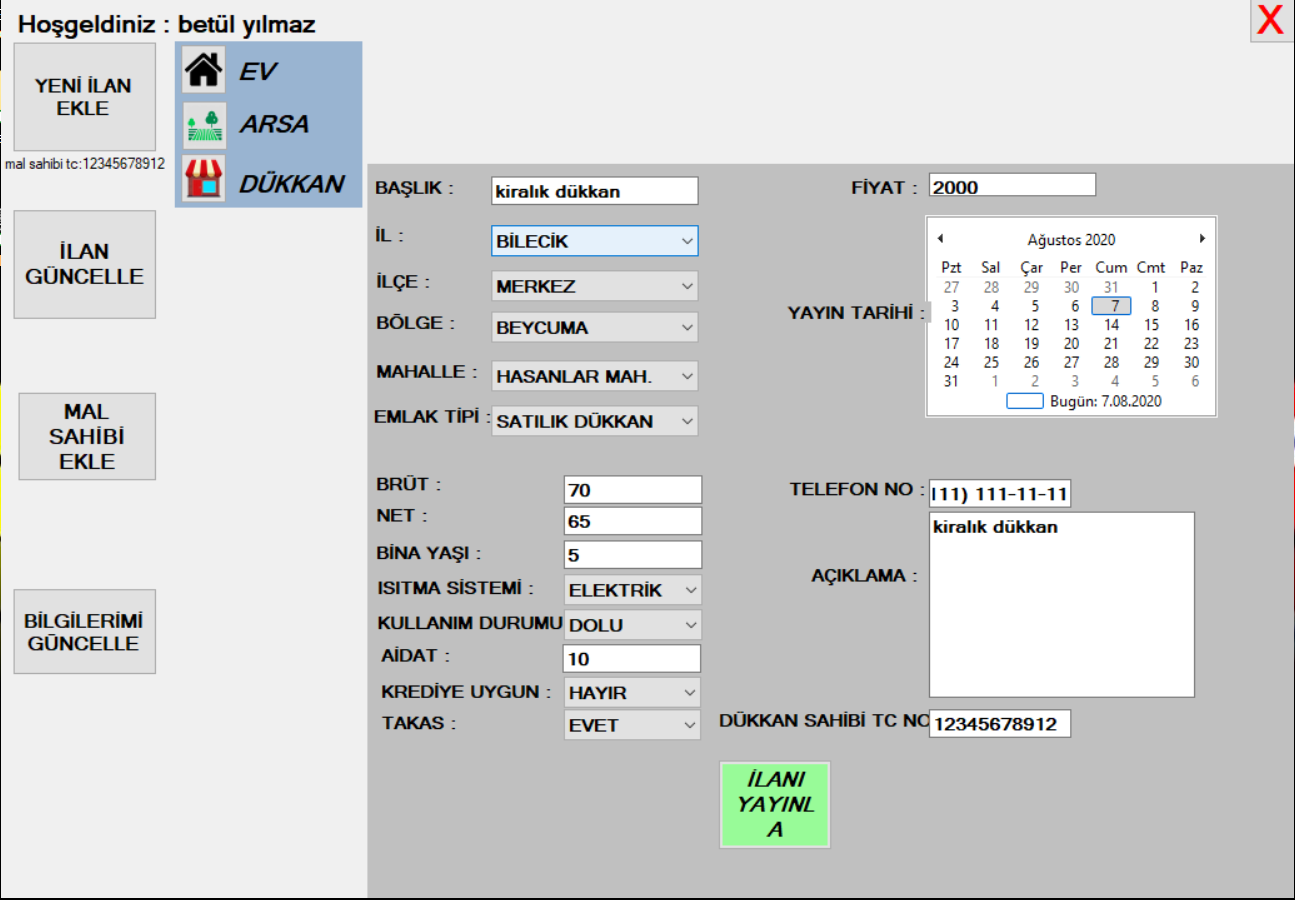 Hoşgeldiniz : betül yılmaz
X
YENİ İLAN
EKLE
mal sahibi tc:12345678912
İLAN
GÜNCELLE
MAL
SAHİBİ
EKLE
BİLGİLERİMİ
GÜNCELLE
EV
ARSA
DÜKKAN
BAŞLIK : kiralık dükkan
İL : BİLECİK
İLÇE : MERKEZ
BÖLGE : BEYCUMA
MAHALLE : HASANLAR MAH.
EMLAK TİPİ : SATILIK DÜKKAN
BRÜT : 70
NET : 65
BİNA YAŞI : 5
ISITMA SİSTEMİ : ELEKTRİK
KULLANIM DURUMU DOLU
AİDAT : 10
KREDİYE UYGUN : HAYIR
TAKAS : EVET
FİYAT : 2000
YAYIN TARİHİ :
Ağustos 2020
Pzt Sal Çar Per Cum Cmt Paz
27 28 29 30 31 1 2
3 4 5 6 7 8 9
10 11 12 13 14 15 16
17 18 19 20 21 22 23
24 25 26 27 28 29 30
31 1 2 3 4 5 6
Bugün: 7.08.2020
TELEFON NO : 11) 111-11-11
AÇIKLAMA : kiralık dükkan
DÜKKAN SAHİBİ TC NO 12345678912
İLANI
YAYINL
A